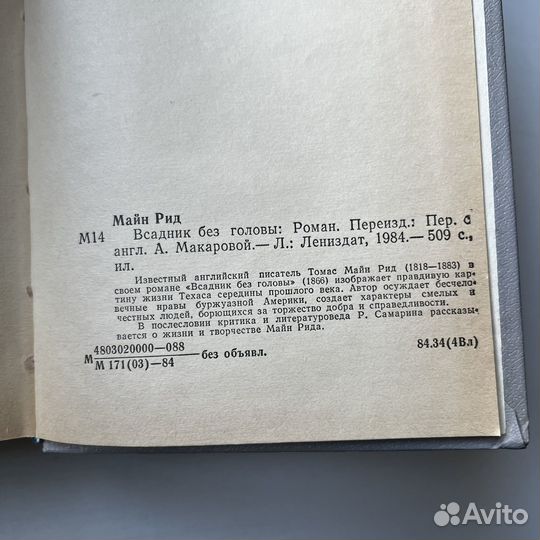 Майн Рид
М14 Всадник без головы: Роман. Переизд.: Пер. с
англ. А. Макаровой.— Л.: Лениздат, 1984.— 509 с.,
ил.
Известный английский писатель Томас Майн Рид (1818—1883) в
своем романе «Всадник без головы» (1866) изображает правдивую кар-
тину жизни Техаса середины прошлого века. Автор осуждает бесчело-
вечные нравы буржуазной Америки, создает характеры смелых и
честных людей, борющихся за торжество добра и справедливости.
В послесловии критика и литературоведа Р. Самарина рассказы-
вается о жизни и творчестве Майн Рида.
М 4803020000—088 без объявл. 84.34(4Вл)
М 171(03)—84
Avito